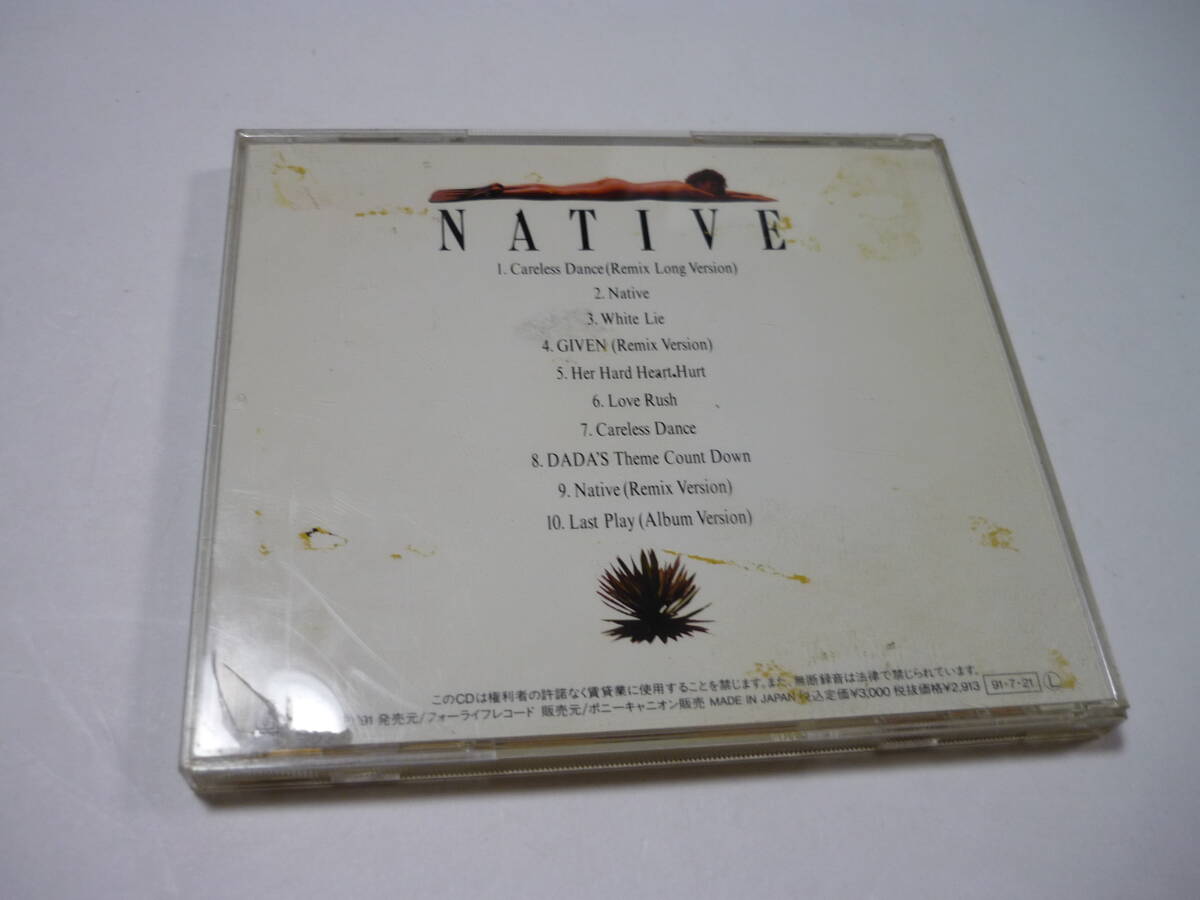 NATIVE
1. Careless Dance (Remix Long Version)
2. Native
3. White Lie
4. GIVEN (Remix Version)
5. Her Hard Heart Hurt
6. Love Rush
7. Careless Dance
8. DADA'S Theme Count Down
9. Native (Remix Version)
10. Last Play (Album Version)
このCDは権利者の許諾なく賃貸業に使用することを禁じます。また、無断録音は法律で禁じられています。 91・7・21 L
'91 発売元/フォーライフレコード 販売元/ポニーキャニオン販売 MADE IN JAPAN 税込定価¥3,000 税抜価格¥2,913